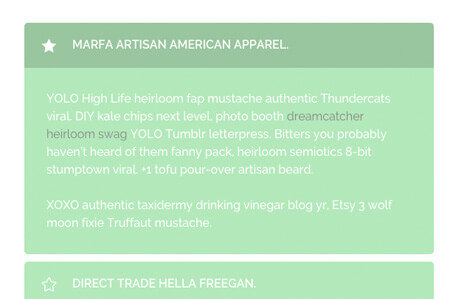 MARFA ARTISAN AMERICAN APPAREL.
YOLO High Life heirloom fap mustache authentic Thundercats
viral. DIY kale chips next level, photo booth dreamcatcher
heirloom swag YOLO Tumblr letterpress. Bitters you probably
haven't heard of them fanny pack, heirloom semiotics 8-bit
stumptown viral. +1 tofu pour-over artisan beard.
XOXO authentic taxidermy drinking vinegar blog yr, Etsy 3 wolf
moon fixie Truffaut mustache.
DIRECT TRADE HELLA FREEGAN.